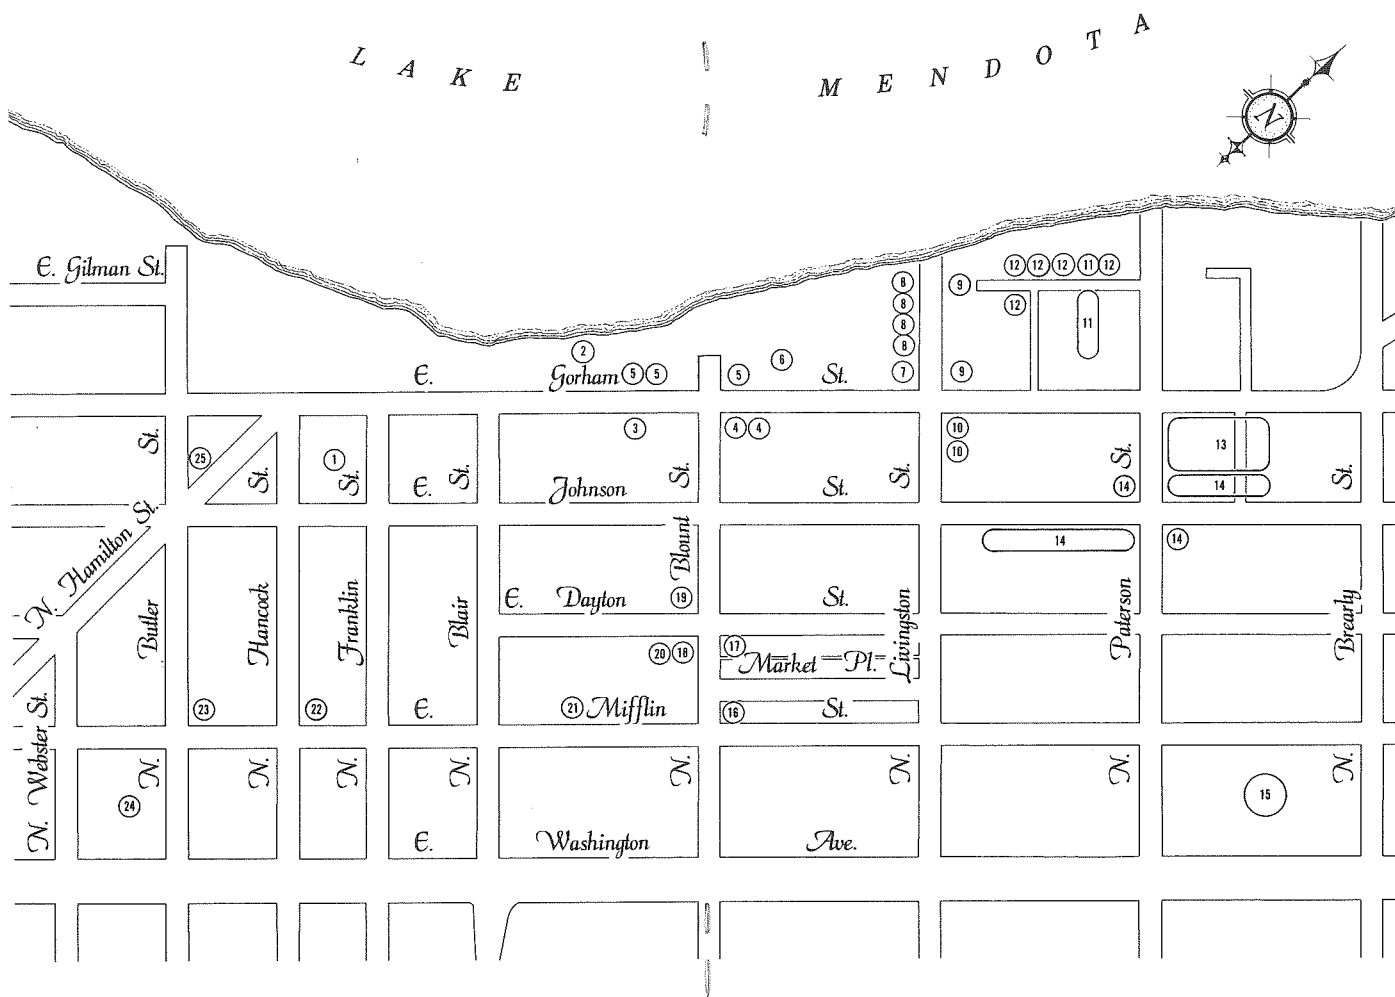 LAKE MENDOTA
N
12 12 12 11 12
E. Gilman St.
8
9
8
12
11
8
2
8
6
E. Gorham 5 5 5 St. 7 9
3
4 4
10
25
1
10
13
St. St. St. St. St. St. St. St.
E. Johnson St.
14
14
N. Hamilton St.
14
14
E. Dayton 19 St.
Butler
Hancock
Franklin
Blair
Blount
Livingston
Paterson
Brearly
20 18
17
Market Pl.
23
22
21
E. Mifflin St.
16
N. Webster St.
N. N. N. N. N. N. N. N.
24
15
E. Washington Ave.